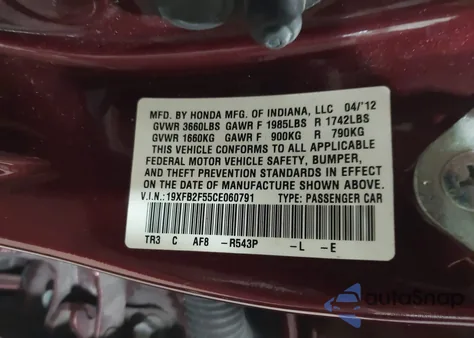 MFD. BY HONDA MFG. OF INDIANA, LLC 04/'12
GVWR 3660LBS GAWR F 1985LBS R 1742LBS
GVWR 1660KG GAWR F 900KG R 790KG
THIS VEHICLE CONFORMS TO ALL APPLICABLE
FEDERAL MOTOR VEHICLE SAFETY, BUMPER,
AND THEFT PREVENTION STANDARDS IN EFFECT
ON THE DATE OF MANUFACTURE SHOWN ABOVE.
V.I.N.: 19XFB2F55CE060791 TYPE: PASSENGER CAR
TR3 C AF8 -R543P -L -E
autoSnap